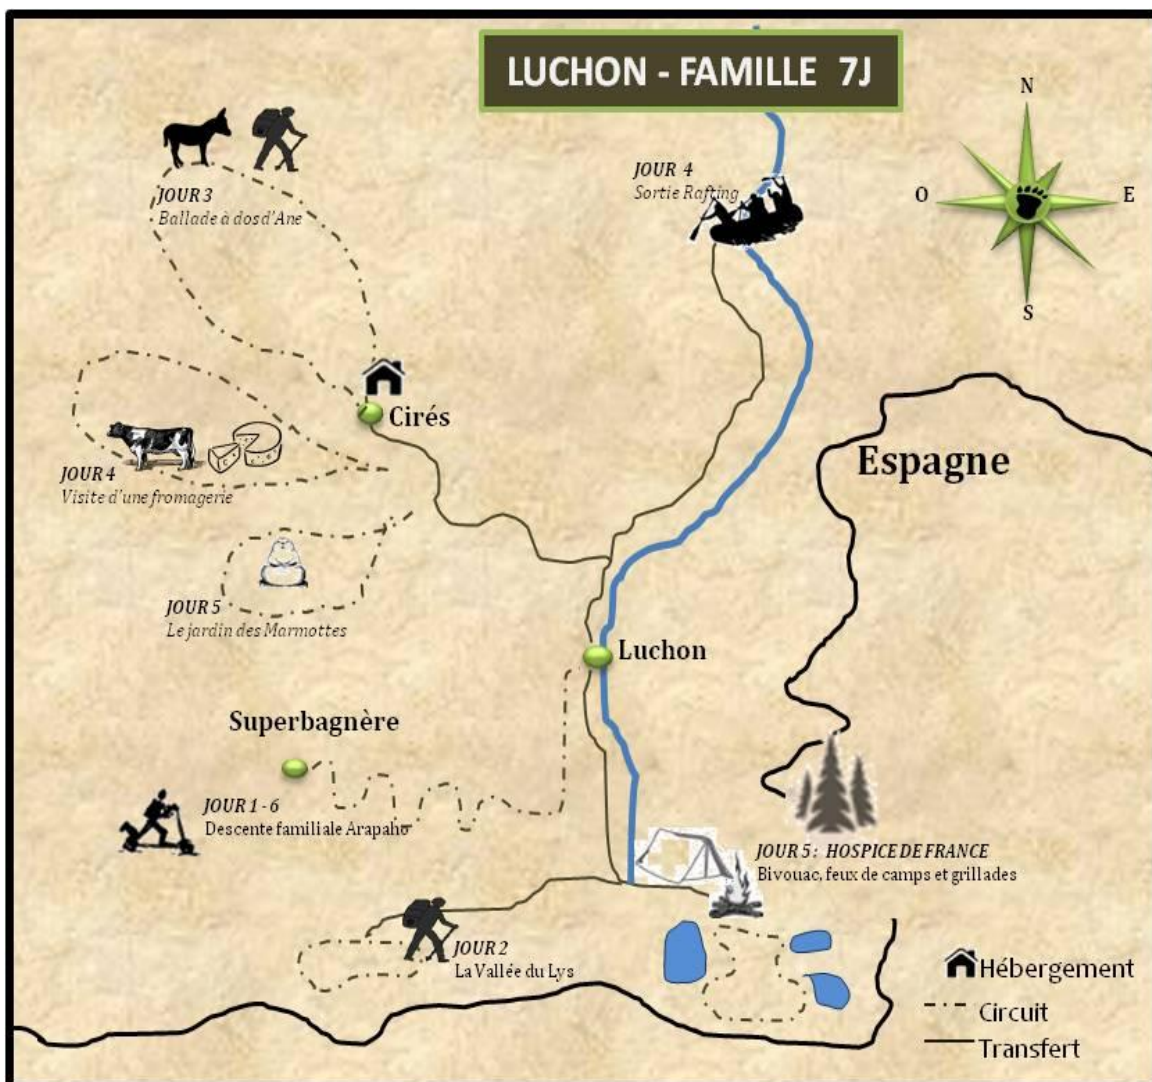 LUCHON - FAMILLE 7J
N
O
E
S
JOUR 3
Ballade à dos d'Ane
JOUR 4
Sortie Rafting
Cirés
Espagne
JOUR 4
Visite d'une fromagerie
JOUR 5
Le jardin des Marmottes
Luchon
Superbagnère
JOUR 1 - 6
Descente familiale Arapaho
JOUR 5 : HOSPICE DE FRANCE
Bivouac, feux de camps et grillades
JOUR 2
La Vallée du Lys
Hébergement
Circuit
Transfert